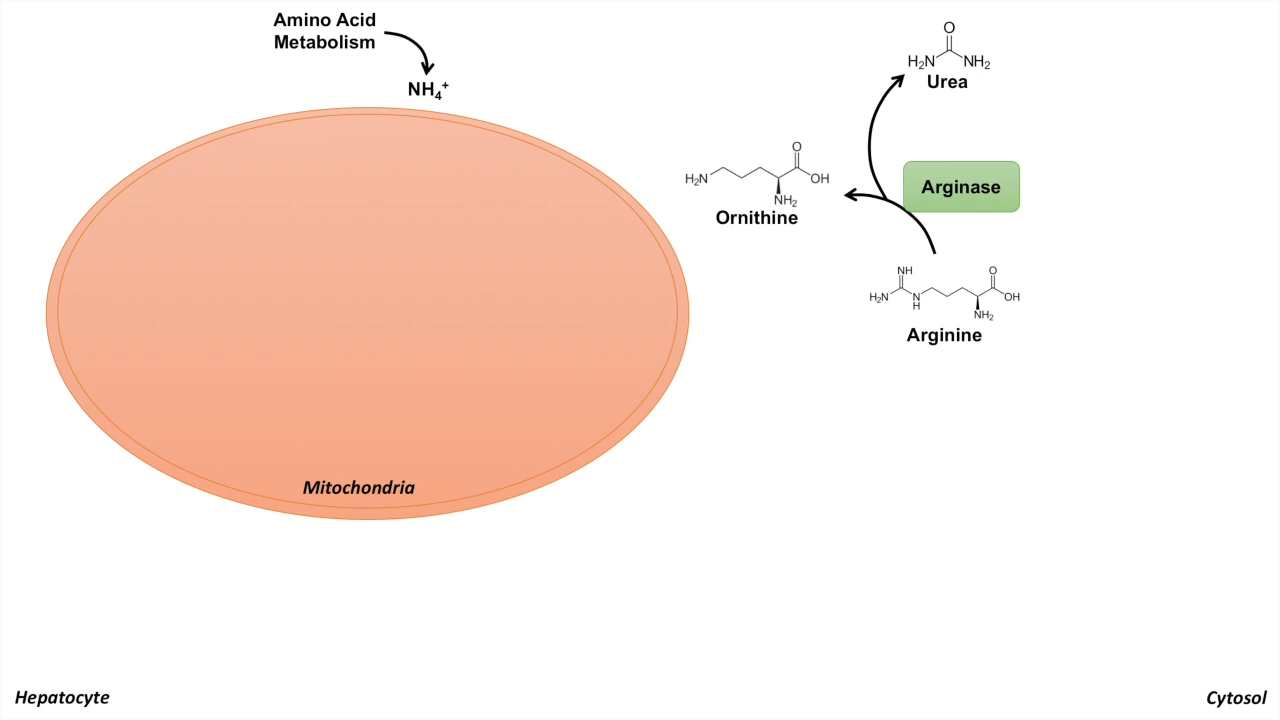 Amino Acid
Metabolism
NH₄⁺
O
H₂N
NH₂
Urea
O
H₂N
OH
NH₂
Ornithine
Arginase
NH
O
H₂N
N
H
OH
NH₂
Arginine
Mitochondria
Hepatocyte
Cytosol